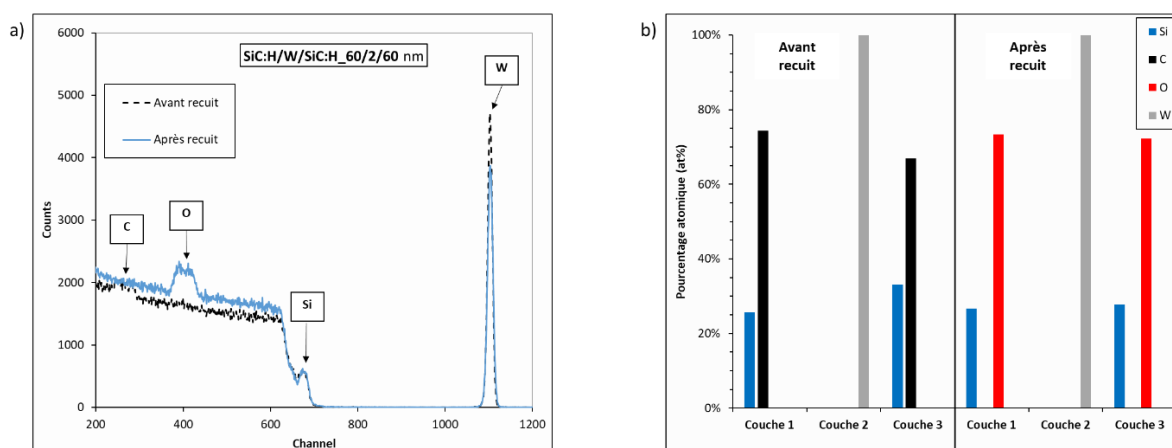 a)
6000
5000
4000
3000
2000
1000
0
Counts
200 400 600 800 1000 1200
Channel
SiC:H/W/SiC:H_60/2/60 nm
Avant recuit
Après recuit
C
O
Si
W
b)
100%
80%
60%
40%
20%
0%
Pourcentage atomique (at%)
Avant
recuit
Après
recuit
Si
C
O
W
Couche 1 Couche 2 Couche 3 Couche 1 Couche 2 Couche 3